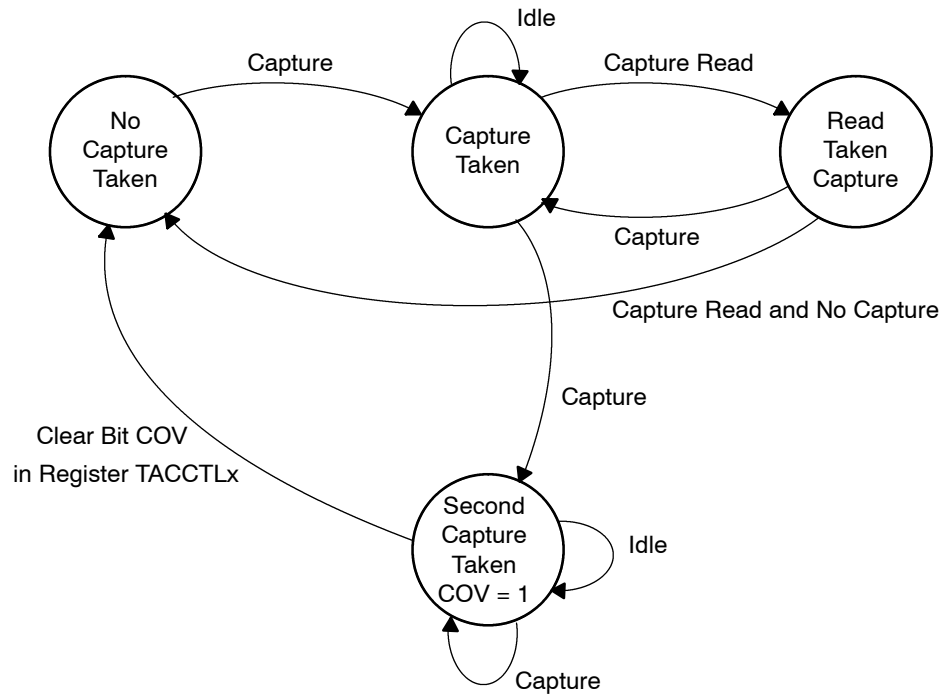 Idle
Capture
Capture Read
No
Capture
Taken
Capture
Taken
Read
Taken
Capture
Capture
Capture Read and No Capture
Capture
Clear Bit COV
in Register TACCTLx
Second
Capture
Taken
COV = 1
Idle
Capture